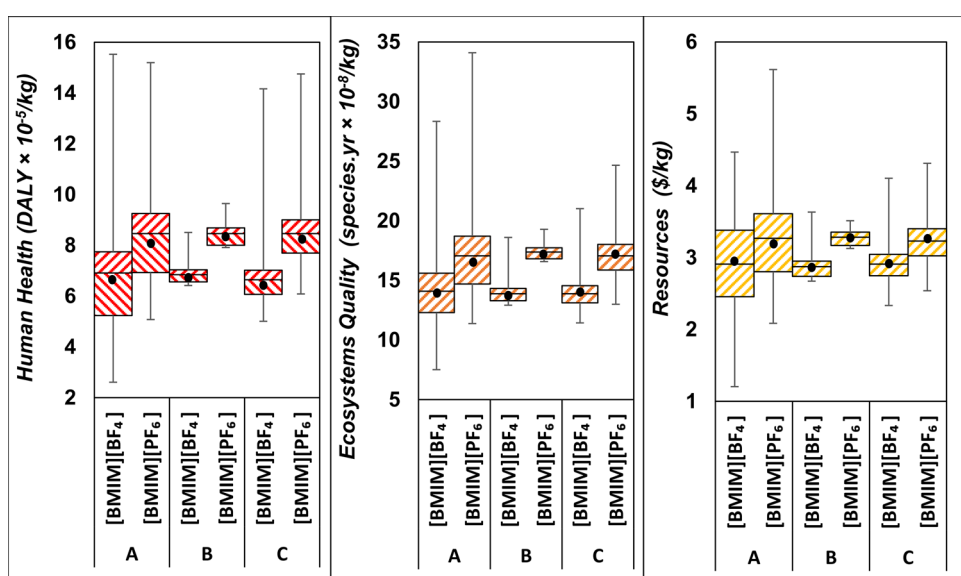 Human Health (DALY × 10⁻⁵/kg)
16
14
12
10
8
6
4
2
[BMIM][BF₄]
[BMIM][PF₆]
[BMIM][BF₄]
[BMIM][PF₆]
[BMIM][BF₄]
[BMIM][PF₆]
A B C
Ecosystems Quality (species.yr × 10⁻⁸/kg)
35
30
25
20
15
10
5
[BMIM][BF₄]
[BMIM][PF₆]
[BMIM][BF₄]
[BMIM][PF₆]
[BMIM][BF₄]
[BMIM][PF₆]
A B C
Resources ($/kg)
6
5
4
3
2
1
[BMIM][BF₄]
[BMIM][PF₆]
[BMIM][BF₄]
[BMIM][PF₆]
[BMIM][BF₄]
[BMIM][PF₆]
A B C